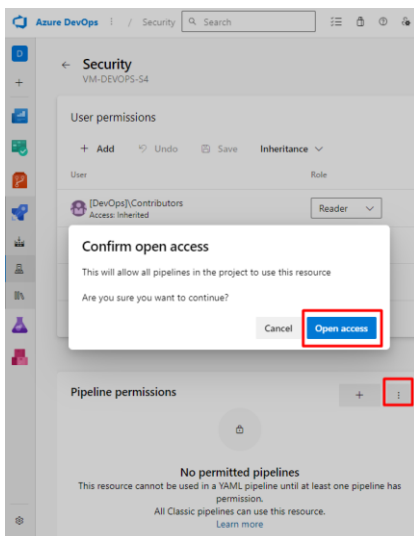 Azure DevOps / Security Search
D
Security
VM-DEVOPS-S4
User permissions
+ Add Undo Save Inheritance
User Role
[DevOps]\Contributors
Access: Inherited
Reader
Confirm open access
This will allow all pipelines in the project to use this resource
Are you sure you want to continue?
Cancel Open access
Pipeline permissions
No permitted pipelines
This resource cannot be used in a YAML pipeline until at least one pipeline has
permission.
All Classic pipelines can use this resource.
Learn more